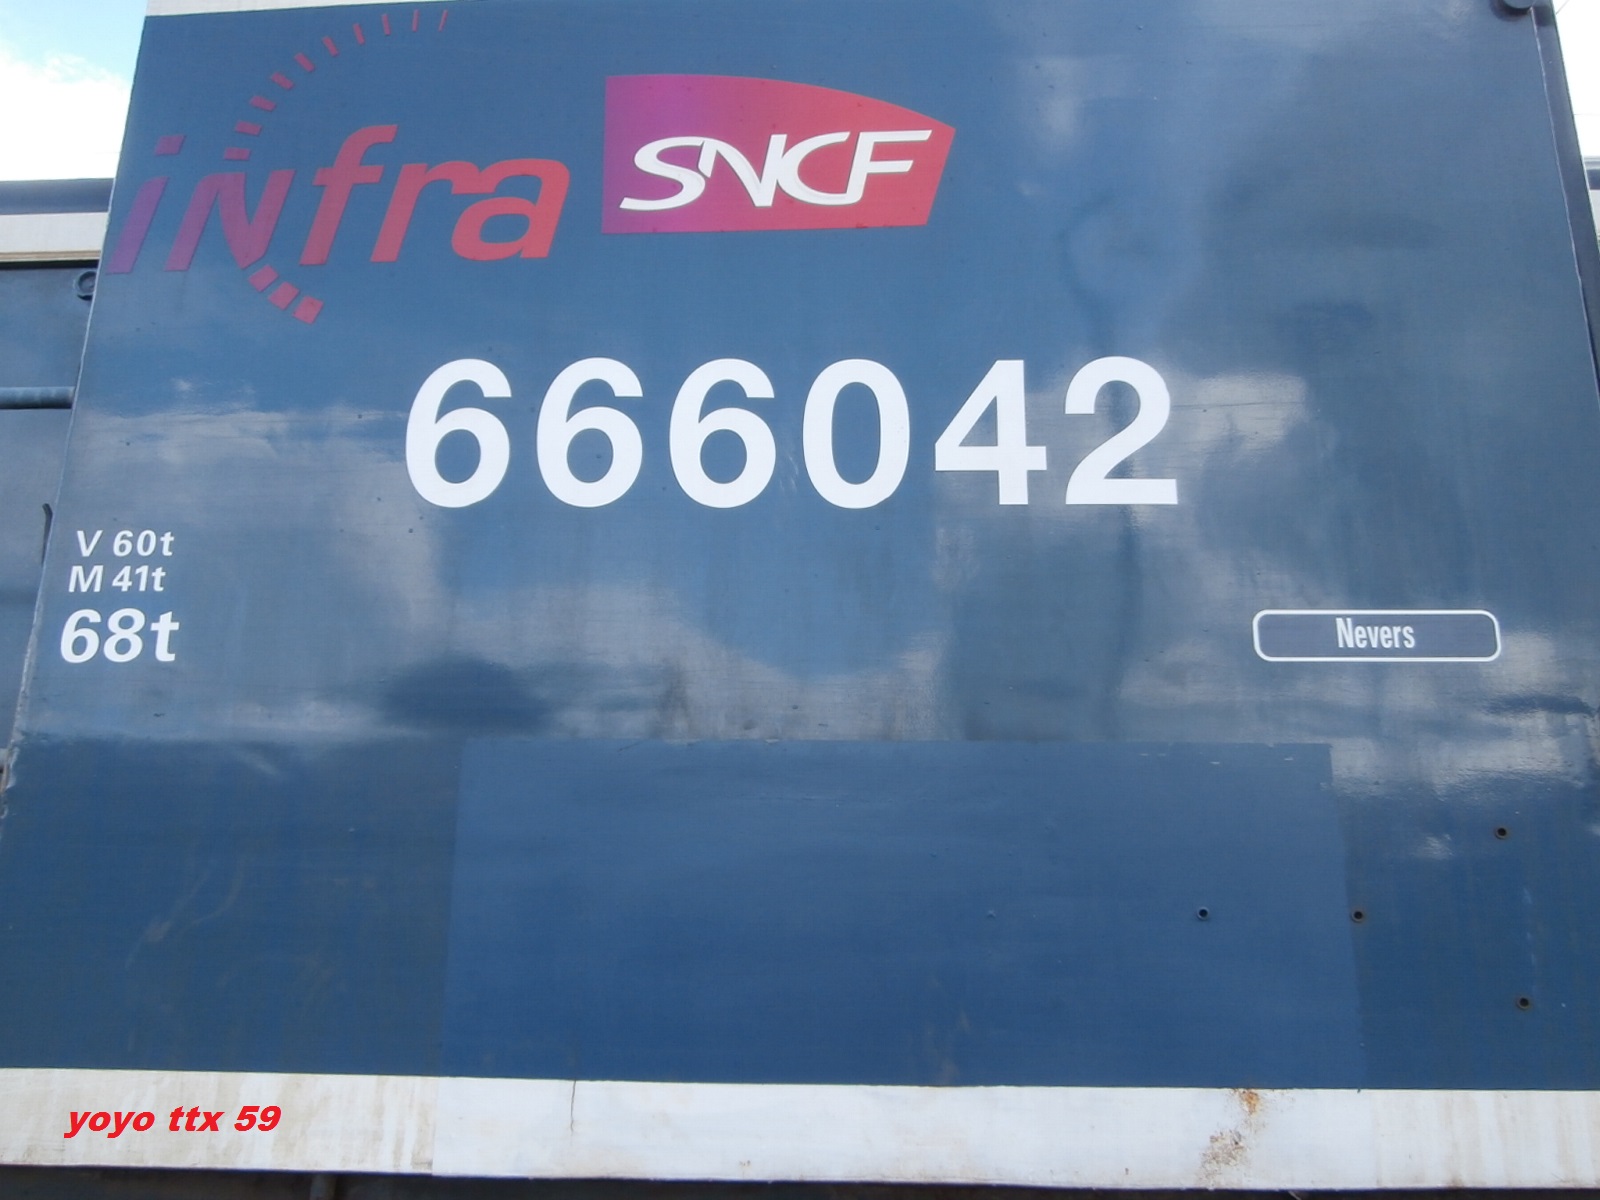 infra SNCF
666042
V 60t
M 41t
68t
Nevers
yoyo ttx 59